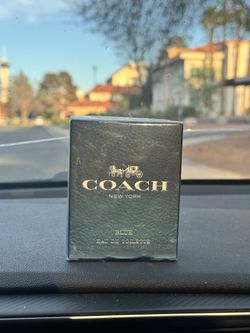 COACH
NEW YORK
BLUE
EAU DE TOILETTE